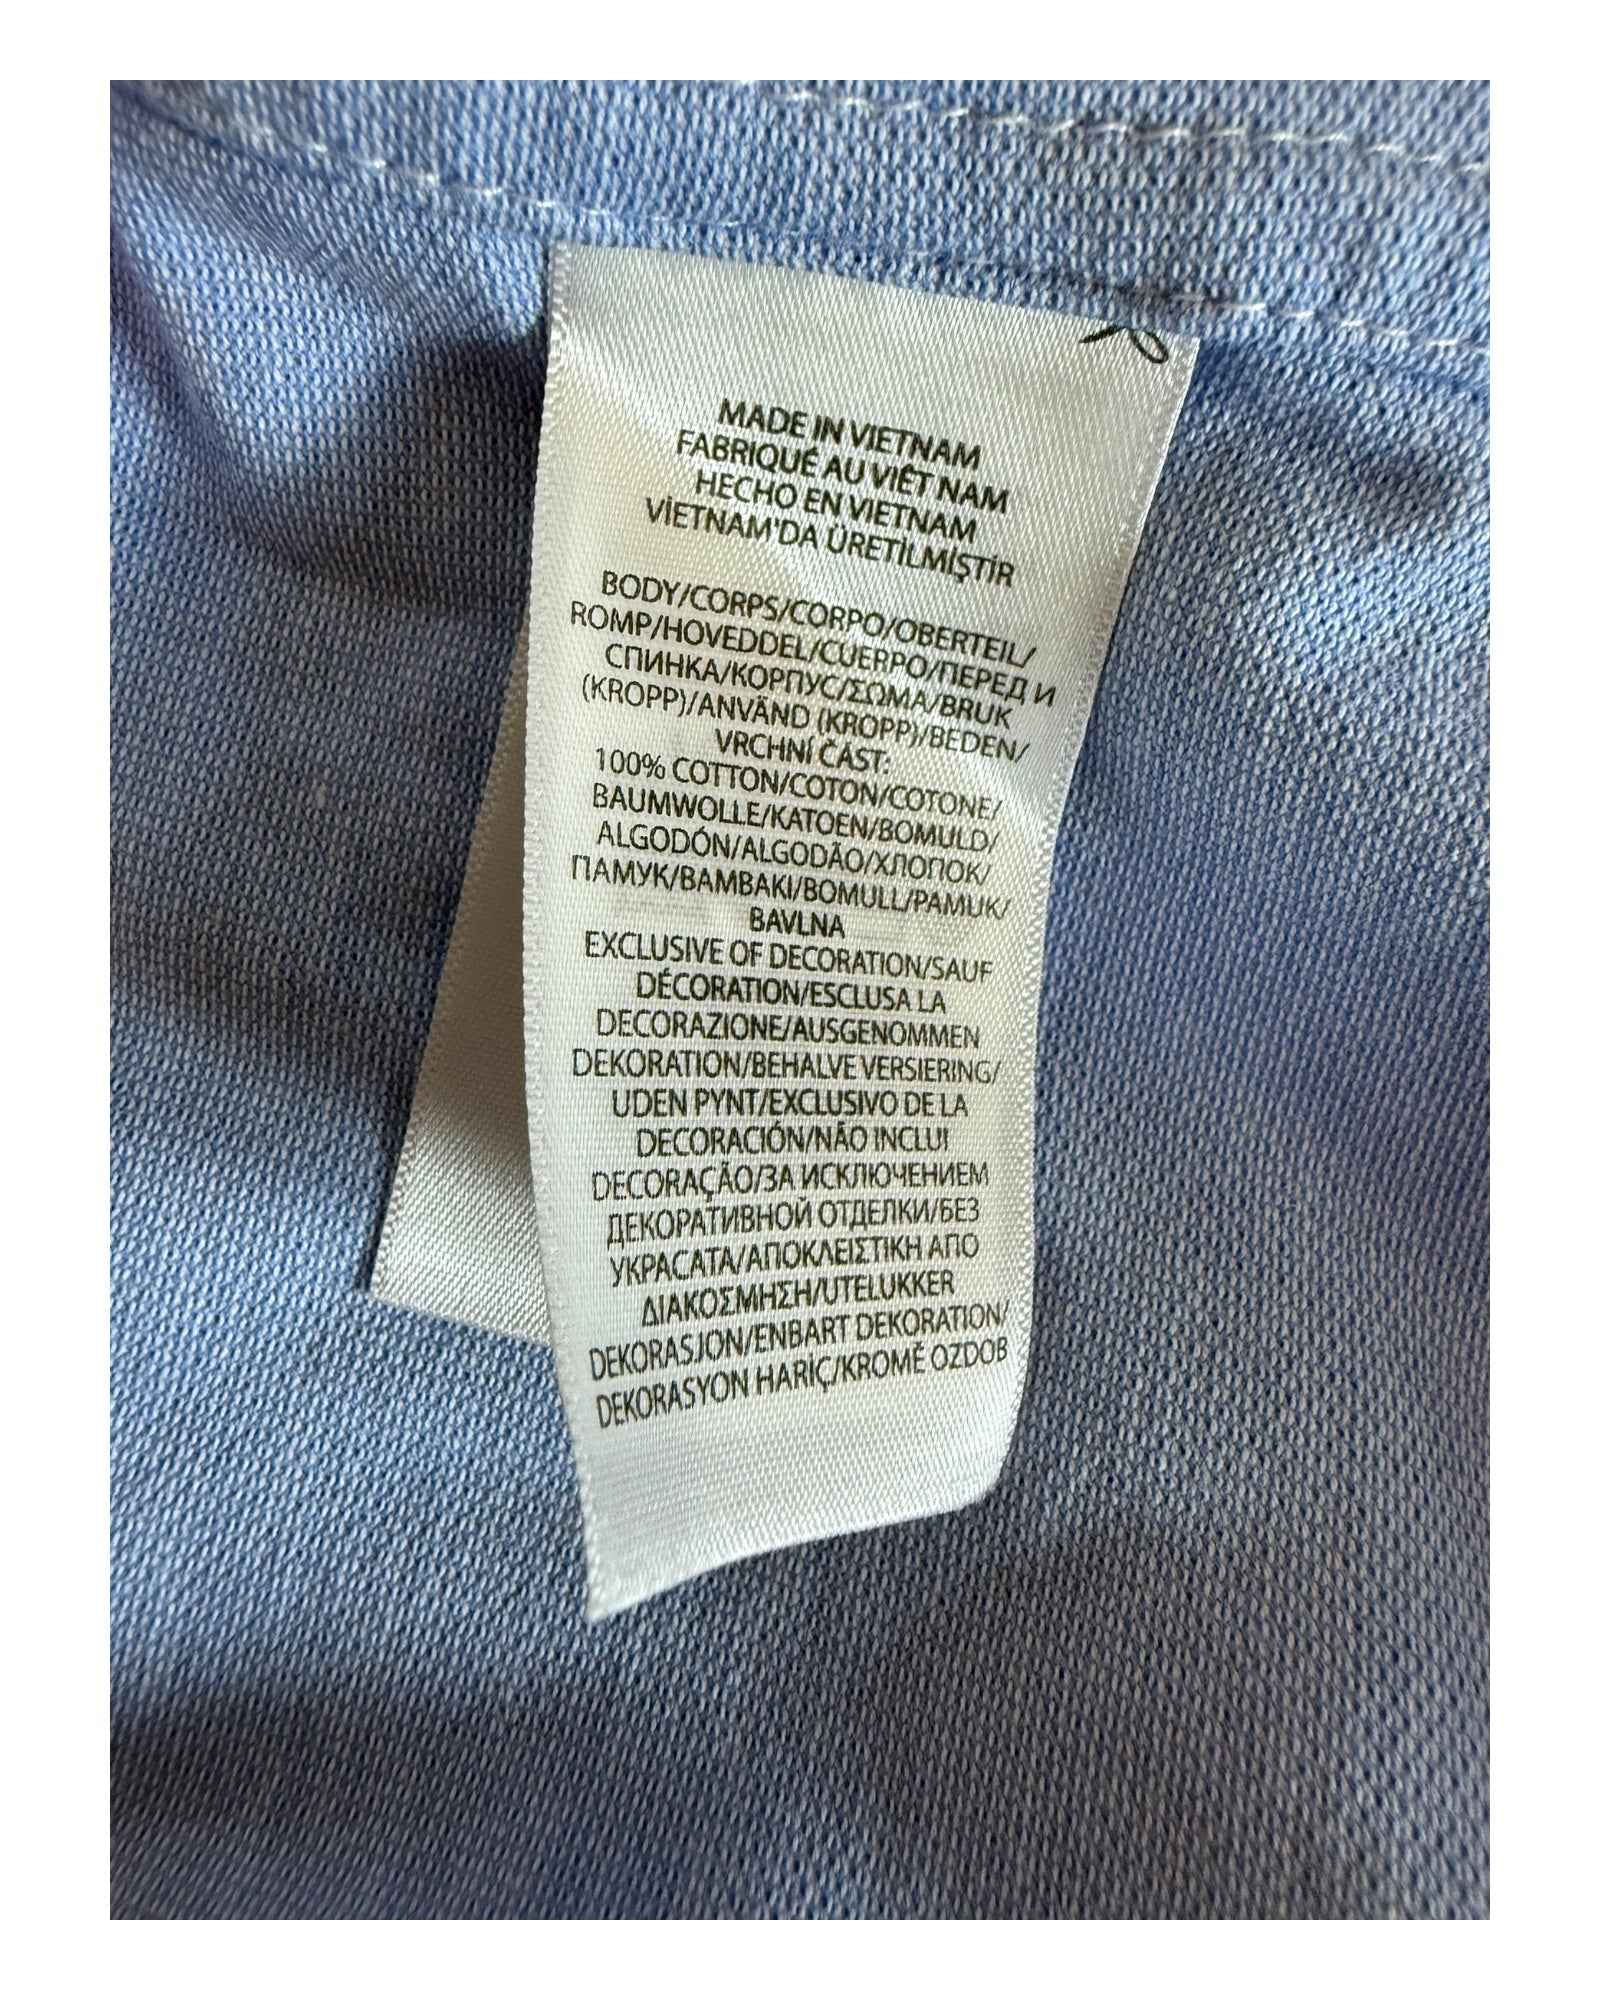 MADE IN VIETNAM
FABRIQUÉ AU VIÊT NAM
HECHO EN VIETNAM
VİETNAM'DA ÜRETİLMİŞTİR
BODY/CORPS/CORPO/OBERTEIL/
ROMP/HOVEDDEL/CUERPO/ПЕРЕД И
СПИНКА/КОРПУС/ΣΩΜΑ/BRUK
(KROPP)/ANVÄND (KROPP)/BEDEN/
VRCHNÍ ČÁST:
100% COTTON/COTON/COTONE/
BAUMWOLLE/KATOEN/BOMULD/
ALGODÓN/ALGODÃO/ХЛОПОК/
ПАМУК/BAMBAKI/BOMULL/PAMUK/
BAVLNA
EXCLUSIVE OF DECORATION/SAUF
DÉCORATION/ESCLUSA LA
DECORAZIONE/AUSGENOMMEN
DEKORATION/BEHALVE VERSIERING/
UDEN PYNT/EXCLUSIVO DE LA
DECORACIÓN/NÃO INCLUI
DECORAÇÃO/ЗА ИСКЛЮЧЕНИЕМ
ДЕКОРАТИВНОЙ ОТДЕЛКИ/БЕЗ
УКРАСАТА/ΑΠΟΚΛΕΙΣΤΙΚΗ ΑΠΟ
ΔΙΑΚΟΣΜΗΣΗ/UTELUKKER
DEKORASJON/ENBART DEKORATION/
DEKORASYON HARIÇ/KROMĚ OZDOB